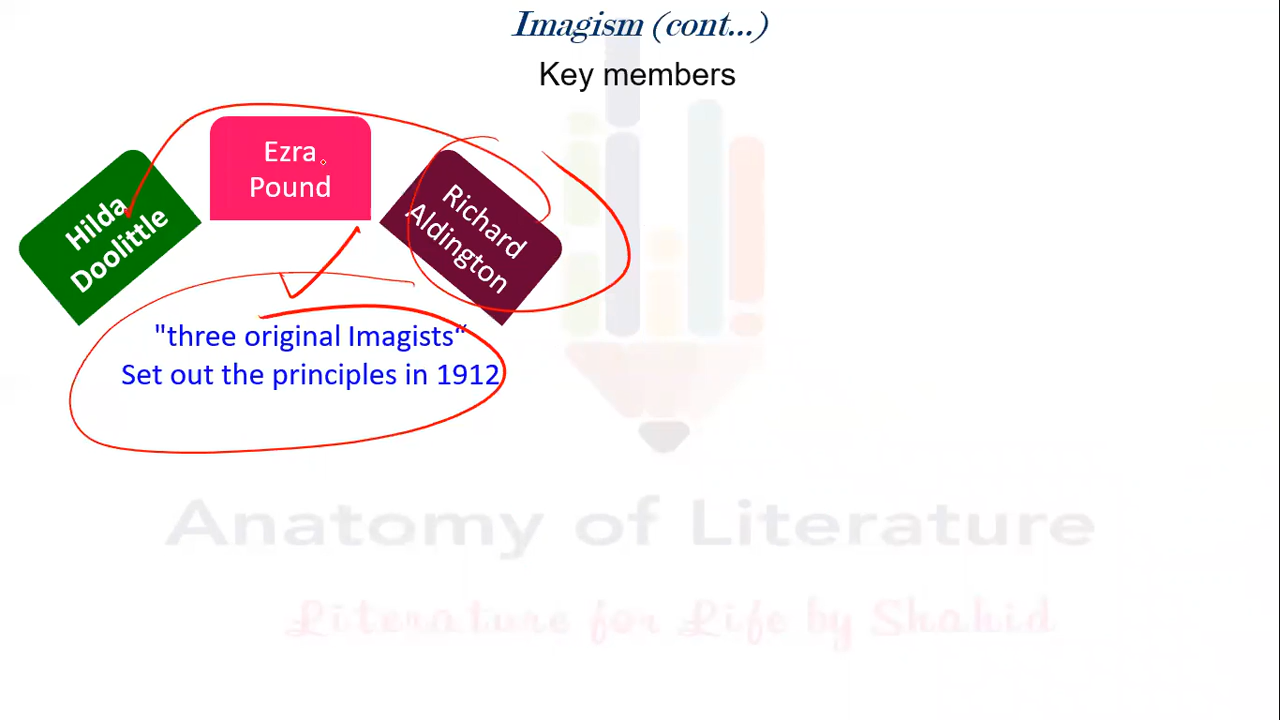 Imagism (cont...)
Key members
Hilda
Doolittle
Ezra
Pound
Richard
Aldington
"three original Imagists“
Set out the principles in 1912
Anatomy of Literature
Literature for Life by Shahid